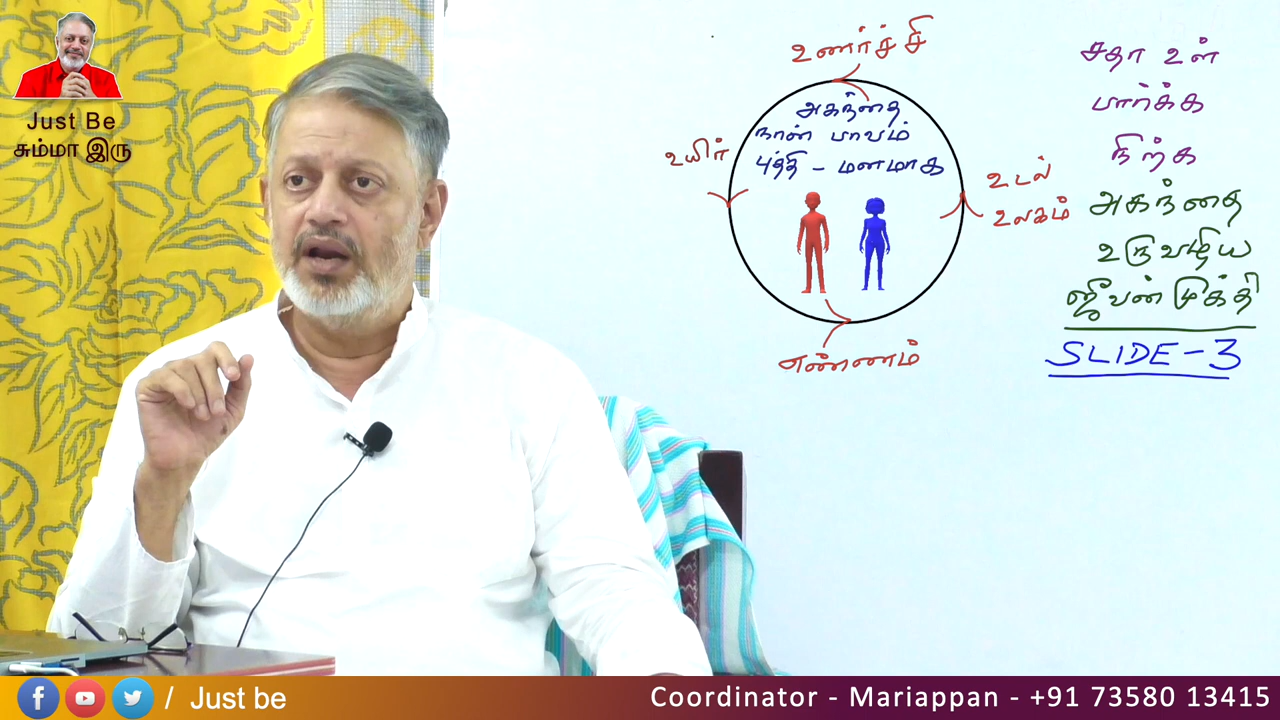 Just Be
சும்மா இரு
உணர்ச்சி
அகந்தை
நான் பாவம்
புத்தி - மனமாக
உயிர்
உடல்
உலகம்
எண்ணம்
சதா உள்
பார்க்க
நிற்க
அகந்தை
உருவழிய
ஜீவன் முக்தி
SLIDE-3
/ Just be
Coordinator - Mariappan - +91 73580 13415